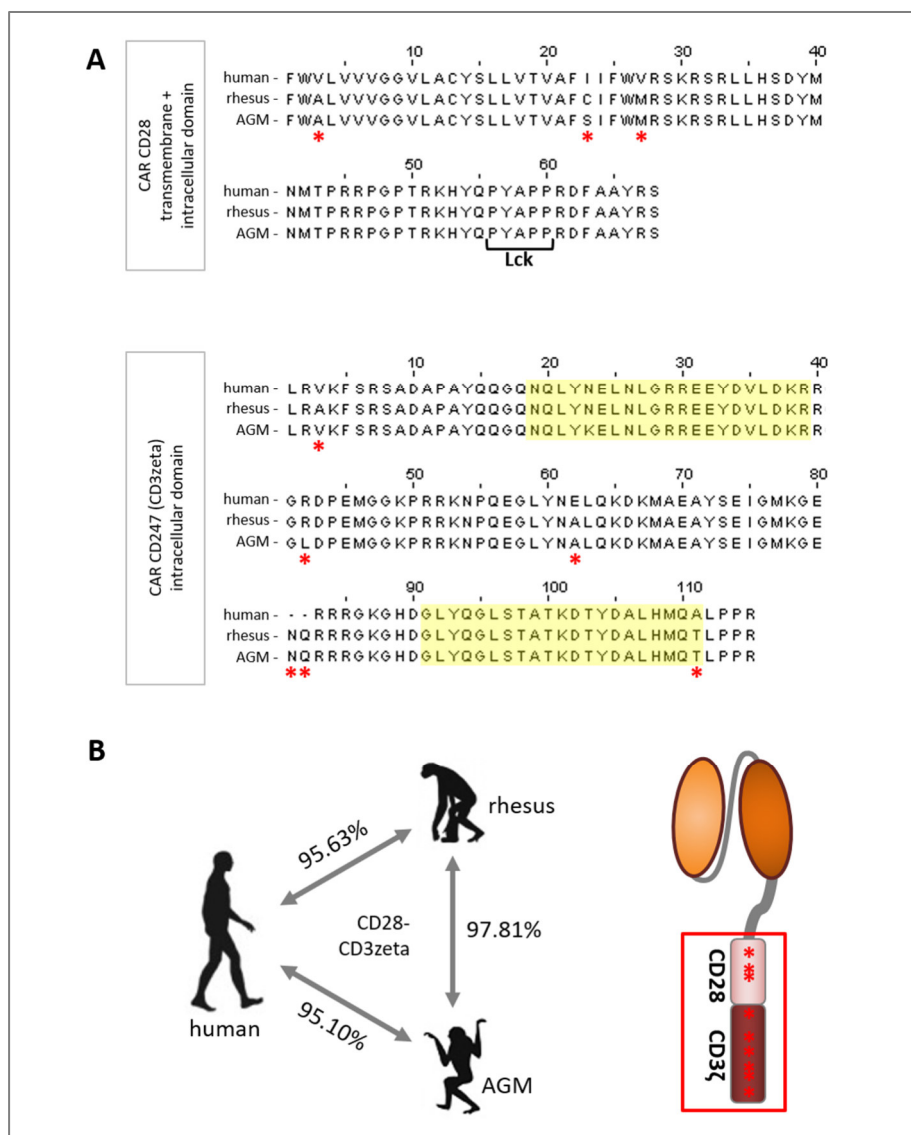 A
CAR CD28
transmembrane +
intracellular domain
10 20 30 40
human - FWVLVVVGGVLACYSLLVTVAFIIFWVRSKRSRLLHSDYM
rhesus - FWALVVVGGVLACYSLLVTVAFCIFWMRSKRSRLLHSDYM
AGM - FWALVVVGGVLACYSLLVTVAFSIFWMRSKRSRLLHSDYM
* * *
50 60
human - NMTPRRPGPTRKHYQPYAPPRDFAAYRS
rhesus - NMTPRRPGPTRKHYQPYAPPRDFAAYRS
AGM - NMTPRRPGPTRKHYQPYAPPRDFAAYRS
Lck
CAR CD247 (CD3zeta)
intracellular domain
10 20 30 40
human - LRVKFSRSADAPAYQQGQNQLYNELNLGRREEYDVLDKRR
rhesus - LRAKFSRSADAPAYQQGQNQLYNELNLGRREEYDVLDKRR
AGM - LRVKFSRSADAPAYQQGQNQLYKELNLGRREEYDVLDKRR
*
50 60 70 80
human - GRDPEMGGKPRRKNPQEGLYNELQKDKMAEAYSEIGMKGE
rhesus - GRDPEMGGKPRRKNPQEGLYNALQKDKMAEAYSEIGMKGE
AGM - GLDPEMGGKPRRKNPQEGLYNALQKDKMAEAYSEIGMKGE
* *
90 100 110
human - --RRRGKGHDGLYQGLSTATKDTYDALHMQALPPR
rhesus - NQRRRGKGHDGLYQGLSTATKDTYDALHMQTLPPR
AGM - NQRRRGKGHDGLYQGLSTATKDTYDALHMQTLPPR
** *
B
rhesus
95.63%
CD28-
CD3zeta
97.81%
human
95.10%
AGM
CD28
CD3ζ